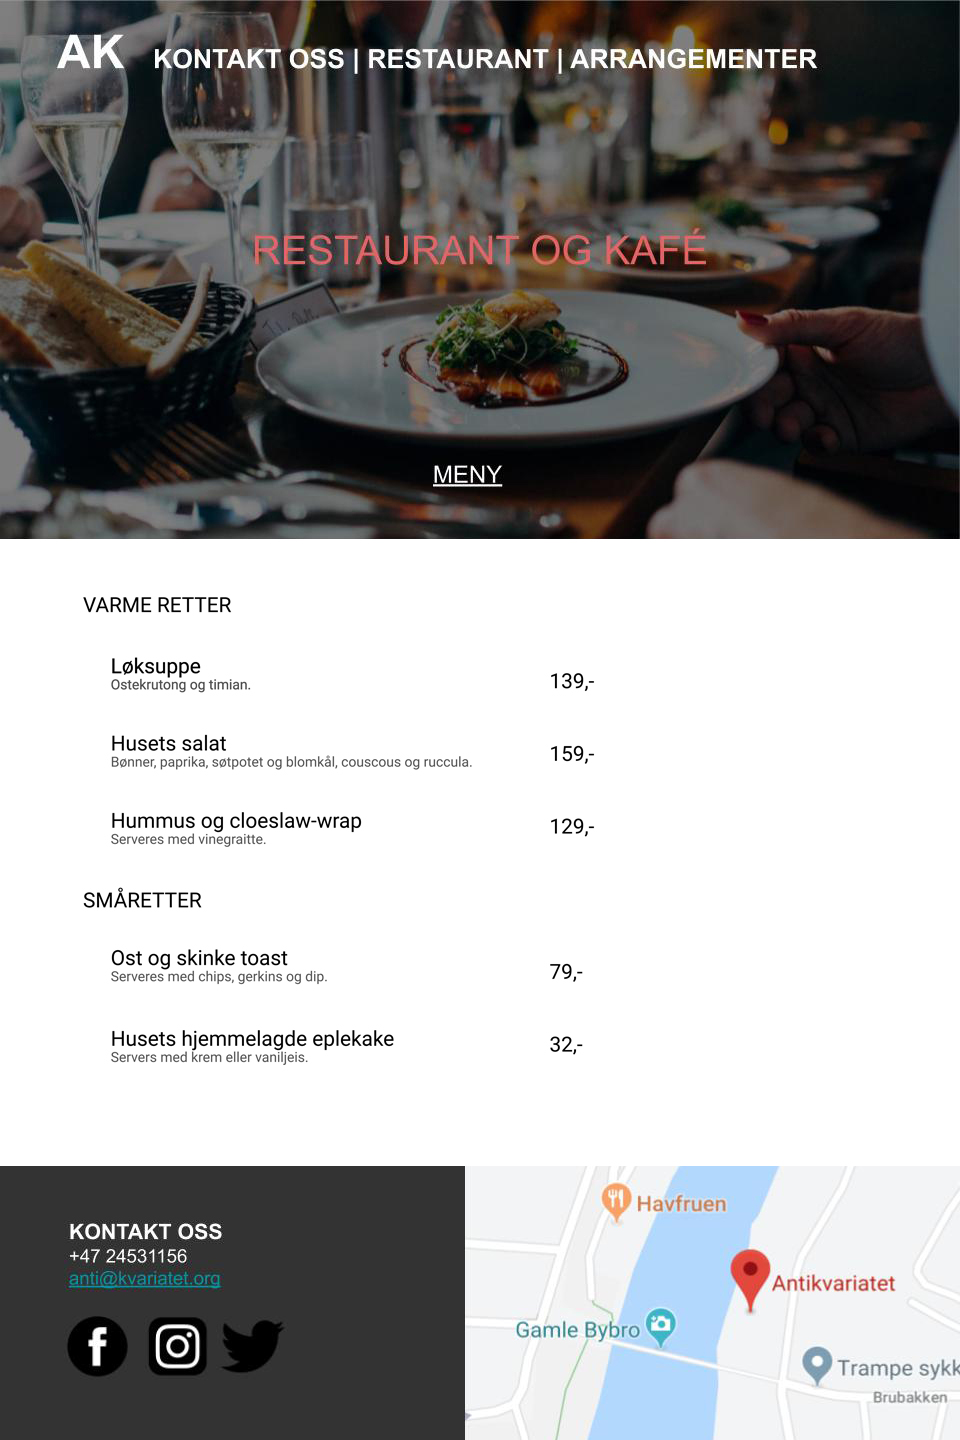 AK KONTAKT OSS | RESTAURANT | ARRANGEMENTER
RESTAURANT OG KAFÉ
MENY
VARME RETTER
Løksuppe
Ostekrutong og timian.
139,-
Husets salat
Bønner, paprika, søtpotet og blomkål, couscous og ruccula.
159,-
Hummus og cloeslaw-wrap
Serveres med vinegraitte.
129,-
SMÅRETTER
Ost og skinke toast
Serveres med chips, gerkins og dip.
79,-
Husets hjemmelagde eplekake
Servers med krem eller vaniljeis.
32,-
KONTAKT OSS
+47 24531156
anti@kvariatet.org
Havfruen
Antikvariatet
Gamle Bybro
Trampe sykk
Brubakken